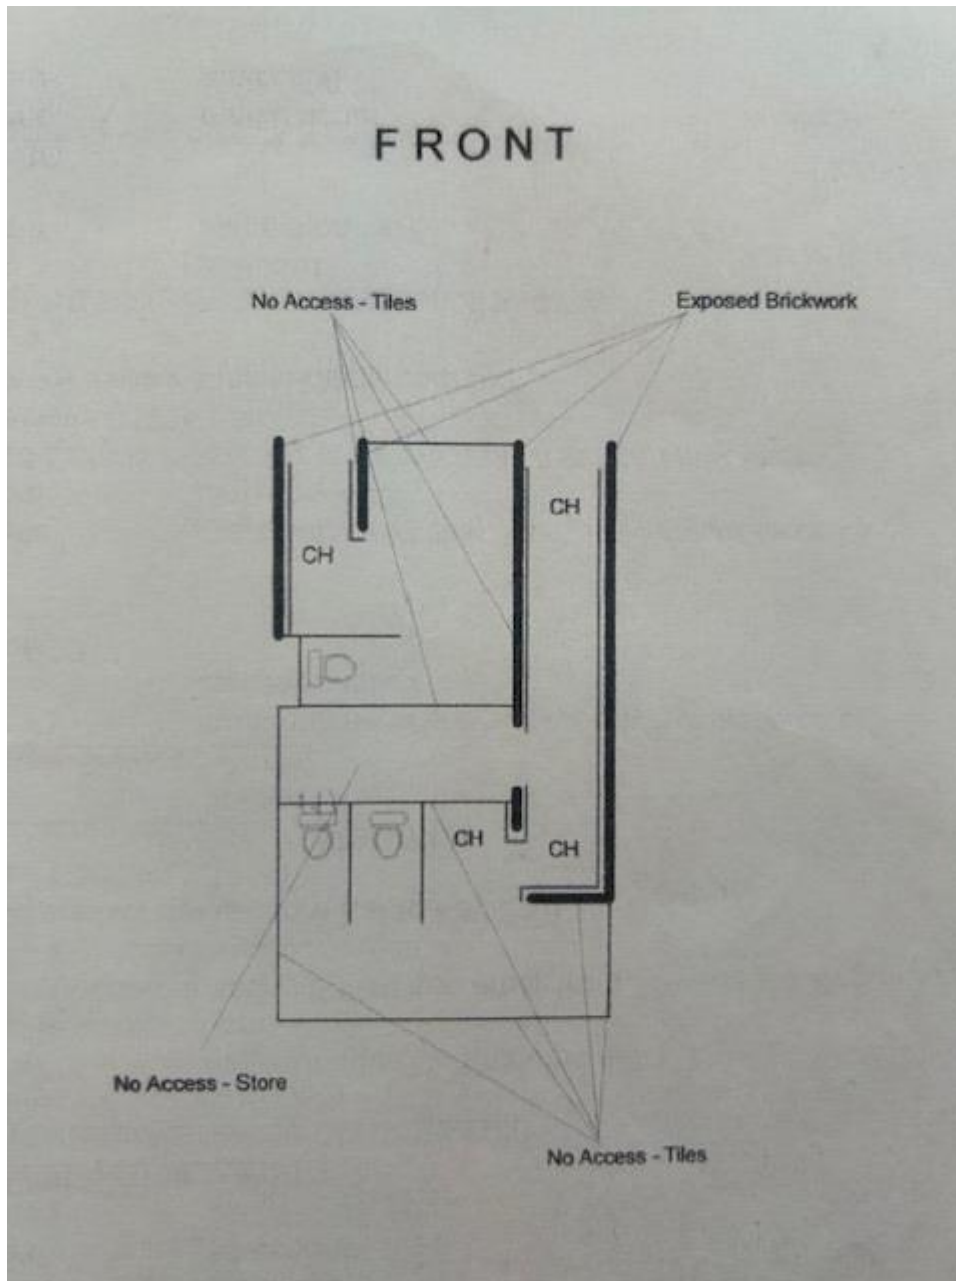 FRONT
No Access - Tiles
Exposed Brickwork
CH
CH
CH
CH
No Access - Store
No Access - Tiles